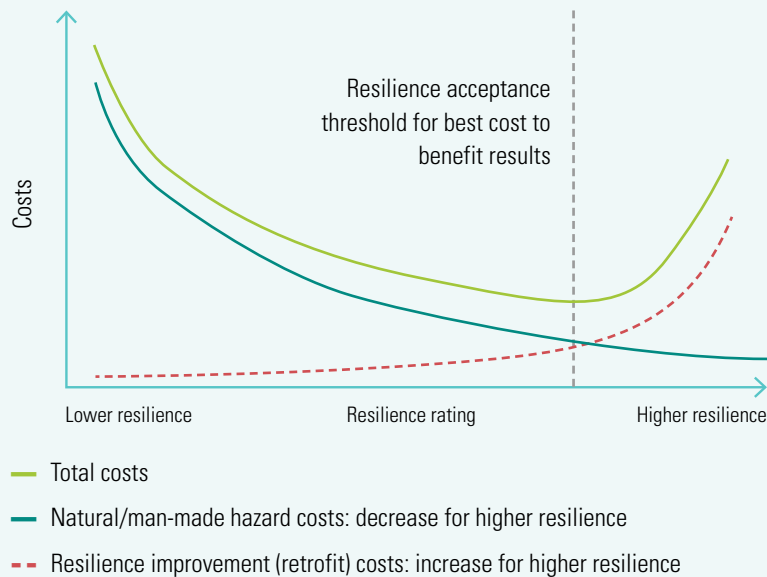 Resilience acceptance
threshold for best cost to
benefit results
Costs
Lower resilience
Resilience rating
Higher resilience
Total costs
Natural/man-made hazard costs: decrease for higher resilience
Resilience improvement (retrofit) costs: increase for higher resilience